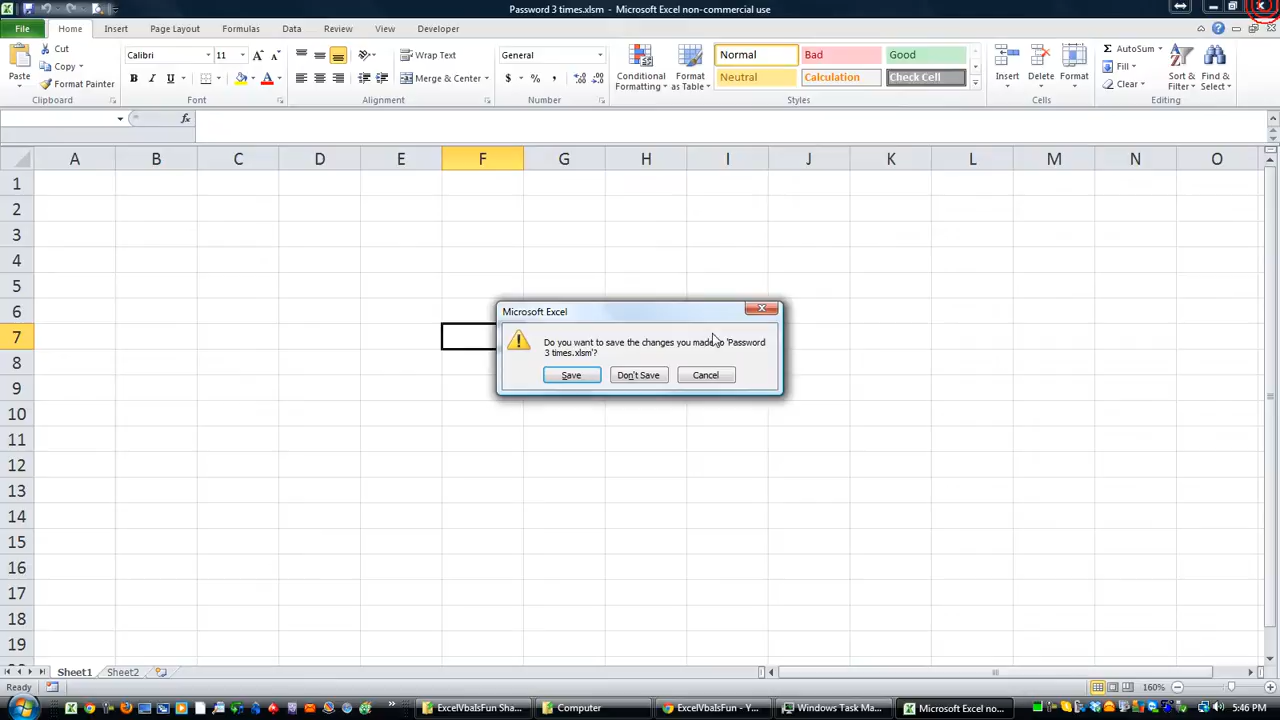 Password 3 times.xlsm - Microsoft Excel non-commercial use
File Home Insert Page Layout Formulas Data Review View Developer
Paste
Cut
Copy
Format Painter
Clipboard
Calibri 11
B I U
Font
Wrap Text
Merge & Center
Alignment
General
$ %
Number
Conditional
Formatting
Format
as Table
Normal Bad Good
Neutral Calculation Check Cell
Styles
Insert Delete Format
Cells
AutoSum
Fill
Clear
Sort &
Filter
Find &
Select
Editing
fx
A B C D E F G H I J K L M N O
1
2
3
4
5
6
7
8
9
10
11
12
13
14
15
16
17
18
19
Microsoft Excel
Do you want to save the changes you made to 'Password
3 times.xlsm'?
Save Don't Save Cancel
Sheet1 Sheet2
Ready
160%
ExcelVbaIsFun Sha... Computer ExcelVbaIsFun - Y... Windows Task Ma... Microsoft Excel no... 5:46 PM